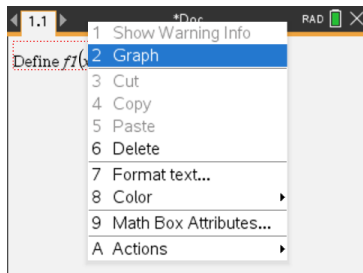 1.1 *Doc RAD
1 Show Warning Info
Define f1(x 2 Graph
3 Cut
4 Copy
5 Paste
6 Delete
7 Format text...
8 Color
9 Math Box Attributes...
A Actions